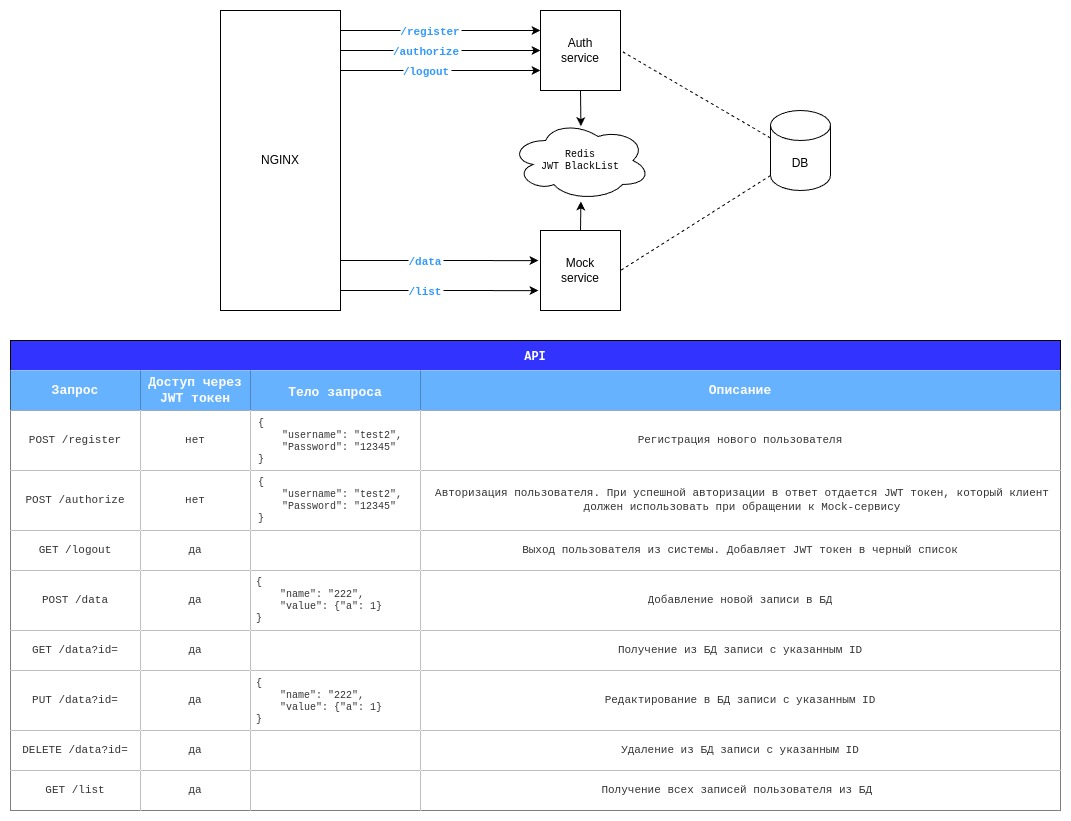 /register
/authorize
/logout
Auth
service
NGINX
Redis
JWT BlackList
DB
/data
/list
Mock
service
API
Запрос
Доступ через
JWT токен
Тело запроса
Описание
POST /register
нет
{
"username": "test2",
"Password": "12345"
}
Регистрация нового пользователя
POST /authorize
нет
{
"username": "test2",
"Password": "12345"
}
Авторизация пользователя. При успешной авторизации в ответ отдается JWT токен, который клиент
должен использовать при обращении к Mock-сервису
GET /logout
да
Выход пользователя из системы. Добавляет JWT токен в черный список
POST /data
да
{
"name": "222",
"value": {"a": 1}
}
Добавление новой записи в БД
GET /data?id=
да
Получение из БД записи с указанным ID
PUT /data?id=
да
{
"name": "222",
"value": {"a": 1}
}
Редактирование в БД записи с указанным ID
DELETE /data?id=
да
Удаление из БД записи с указанным ID
GET /list
да
Получение всех записей пользователя из БД